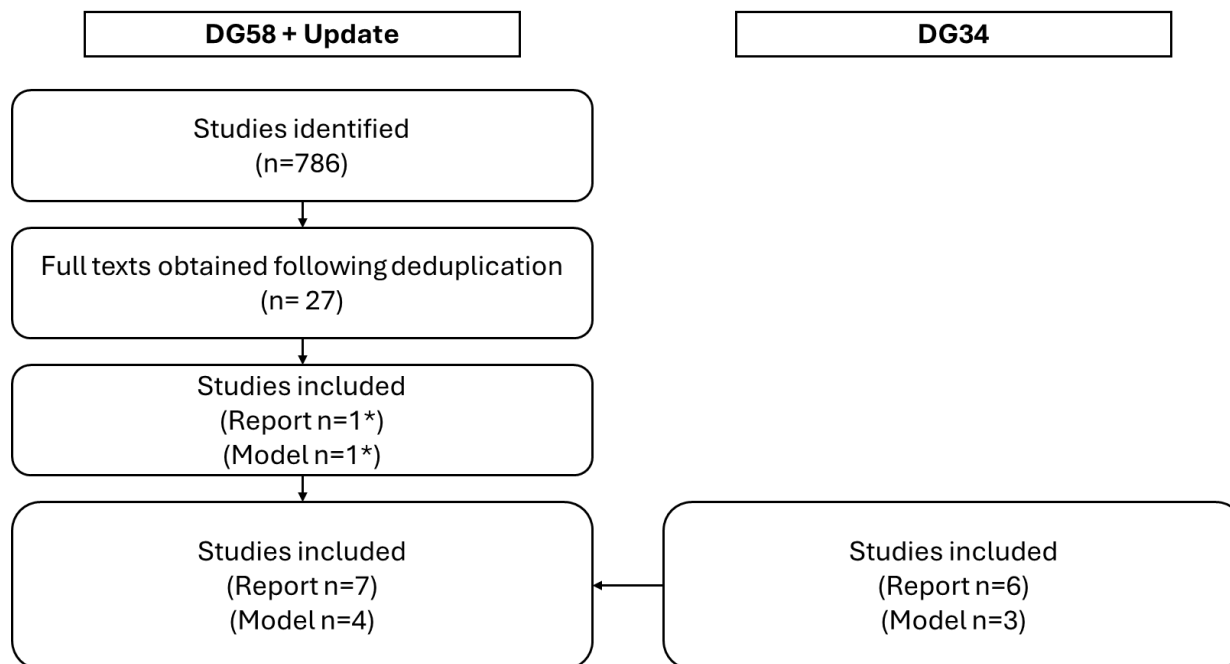 DG58 + Update
DG34
Studies identified
(n=786)
Full texts obtained following deduplication
(n= 27)
Studies included
(Report n=1*)
(Model n=1*)
Studies included
(Report n=7)
(Model n=4)
Studies included
(Report n=6)
(Model n=3)